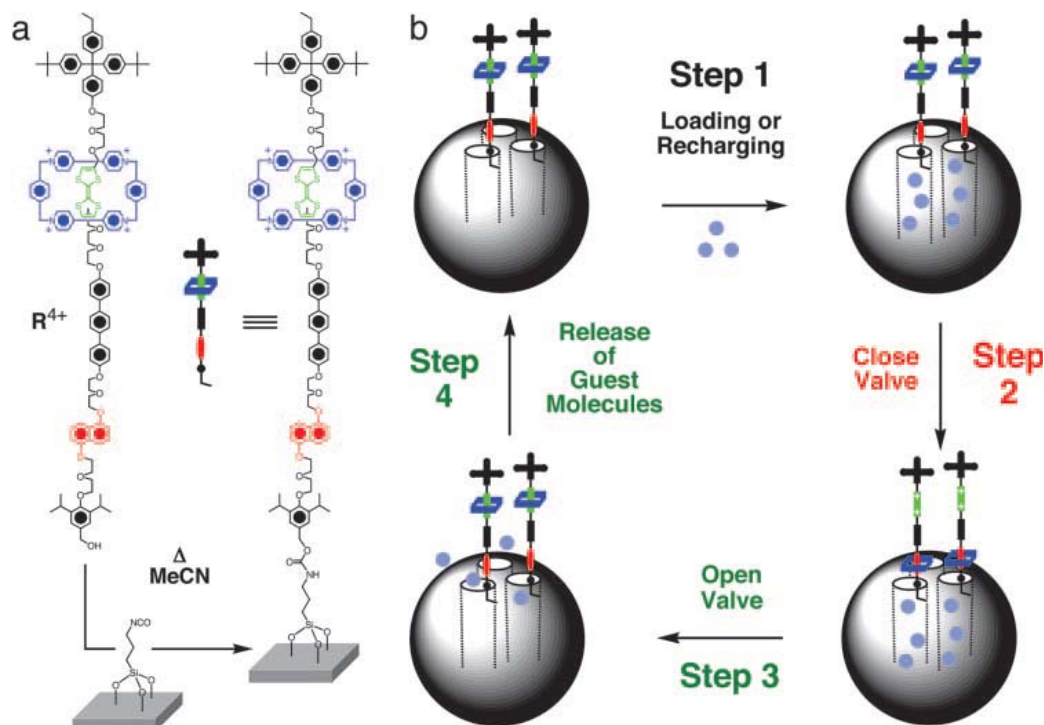 a
R4+
OH
Δ
MeCN
NCO
Si
O O O
O
O
NH
Si
O O O
b
Step 1
Loading or
Recharging
Close
Valve
Step
2
Open
Valve
Step 3
Step
4
Release
of
Guest
Molecules